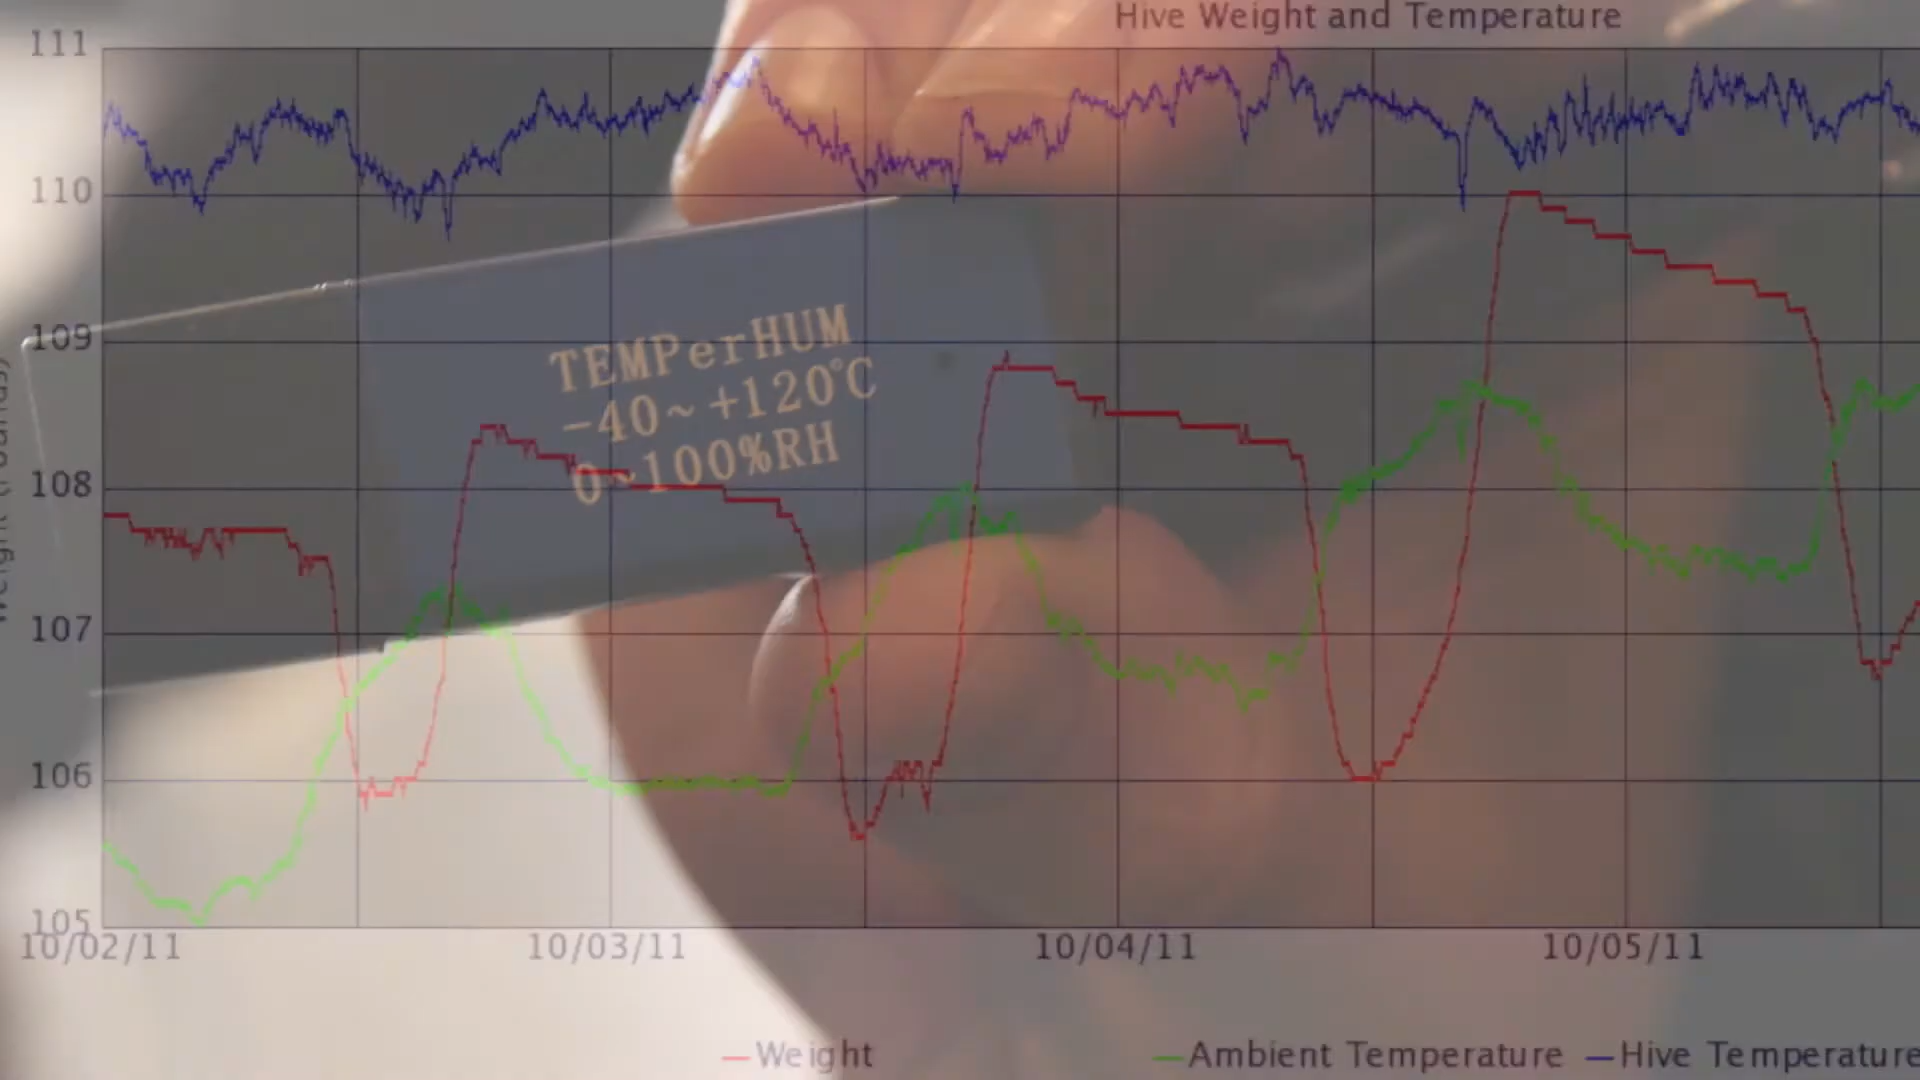 Hive Weight and Temperature
111
110
109
108
107
106
105
TEMPerHUM
-40~+120℃
0~100%RH
10/02/11
10/03/11
10/04/11
10/05/11
Weight
Ambient Temperature
Hive Temperature